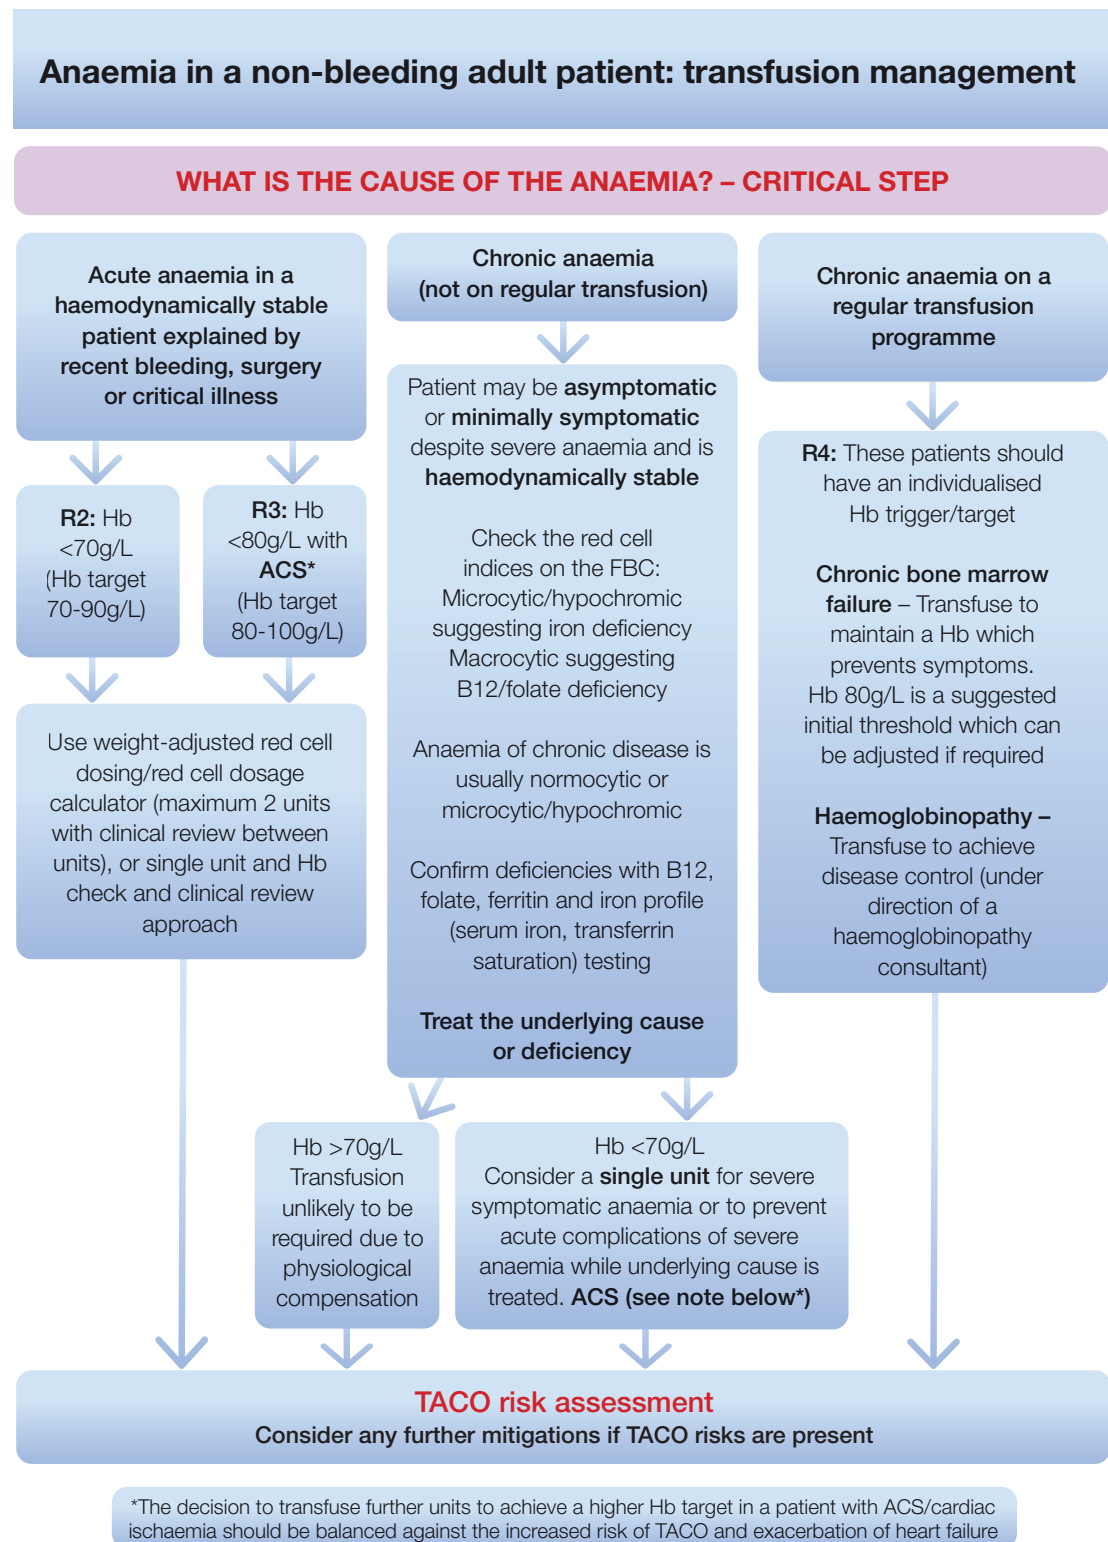 Anaemia in a non-bleeding adult patient: transfusion management
WHAT IS THE CAUSE OF THE ANAEMIA? – CRITICAL STEP
Acute anaemia in a
haemodynamically stable
patient explained by
recent bleeding, surgery
or critical illness
R2: Hb
<70g/L
(Hb target
70-90g/L)
R3: Hb
<80g/L with
ACS*
(Hb target
80-100g/L)
Use weight-adjusted red cell
dosing/red cell dosage
calculator (maximum 2 units
with clinical review between
units), or single unit and Hb
check and clinical review
approach
Chronic anaemia
(not on regular transfusion)
Patient may be asymptomatic
or minimally symptomatic
despite severe anaemia and is
haemodynamically stable
Check the red cell
indices on the FBC:
Microcytic/hypochromic
suggesting iron deficiency
Macrocytic suggesting
B12/folate deficiency
Anaemia of chronic disease is
usually normocytic or
microcytic/hypochromic
Confirm deficiencies with B12,
folate, ferritin and iron profile
(serum iron, transferrin
saturation) testing
Treat the underlying cause
or deficiency
Hb >70g/L
Transfusion
unlikely to be
required due to
physiological
compensation
Hb <70g/L
Consider a single unit for severe
symptomatic anaemia or to prevent
acute complications of severe
anaemia while underlying cause is
treated. ACS (see note below*)
Chronic anaemia on a
regular transfusion
programme
R4: These patients should
have an individualised
Hb trigger/target
Chronic bone marrow
failure – Transfuse to
maintain a Hb which
prevents symptoms.
Hb 80g/L is a suggested
initial threshold which can
be adjusted if required
Haemoglobinopathy –
Transfuse to achieve
disease control (under
direction of a
haemoglobinopathy
consultant)
TACO risk assessment
Consider any further mitigations if TACO risks are present
*The decision to transfuse further units to achieve a higher Hb target in a patient with ACS/cardiac
ischaemia should be balanced against the increased risk of TACO and exacerbation of heart failure